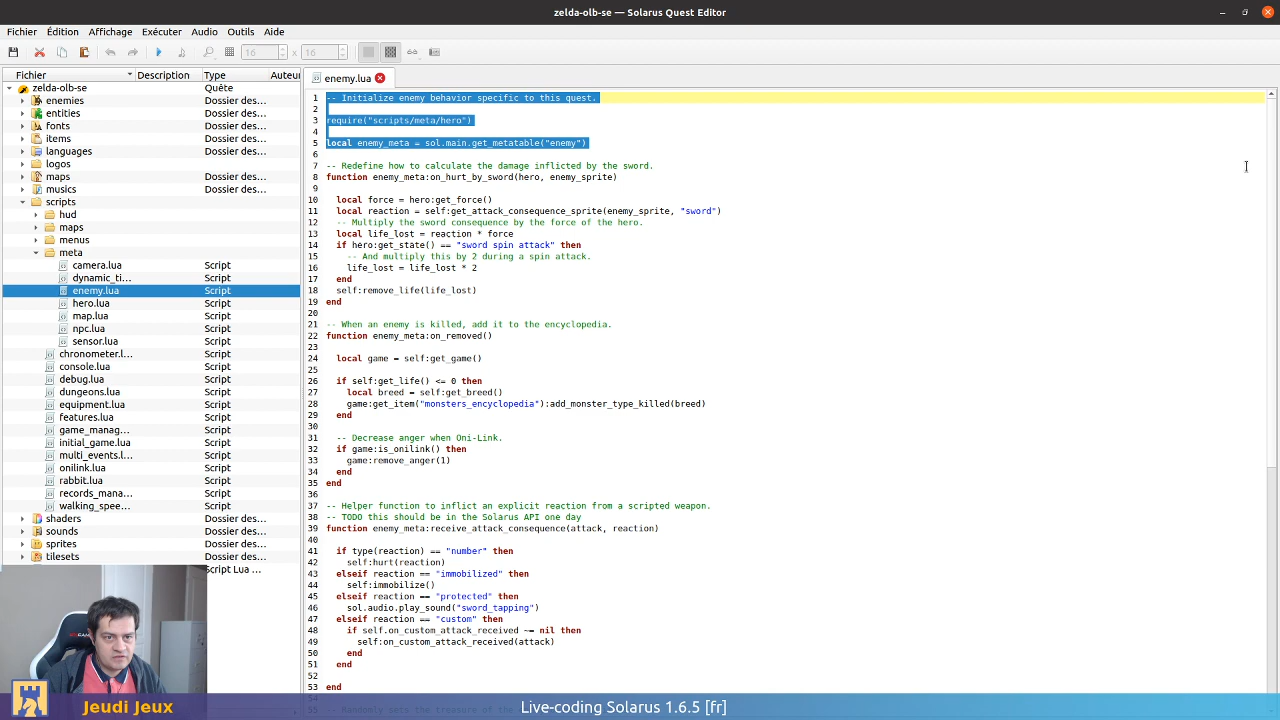 zelda-olb-se — Solarus Quest Editor
Fichier Édition Affichage Exécuter Audio Outils Aide
16 x 16
Fichier Description Type Auteur
zelda-olb-se Quête
enemies Dossier des...
entities Dossier des...
fonts Dossier des...
items Dossier des...
languages Dossier des...
logos Dossier
maps Dossier des...
musics Dossier des...
scripts Dossier
hud Dossier
maps Dossier
menus Dossier
meta Dossier
camera.lua Script
dynamic_ti... Script
enemy.lua Script
hero.lua Script
map.lua Script
npc.lua Script
sensor.lua Script
chronometer.l... Script
console.lua Script
debug.lua Script
dungeons.lua Script
equipment.lua Script
features.lua Script
game_manag... Script
initial_game.lua Script
multi_events.l... Script
onilink.lua Script
rabbit.lua Script
records_mana... Script
walking_spee... Script
shaders Dossier des...
sounds Dossier des...
sprites Dossier des...
tilesets Dossier des...
Script Lua ...
enemy.lua
1 -- Initialize enemy behavior specific to this quest.
2
3 require("scripts/meta/hero")
4
5 local enemy_meta = sol.main.get_metatable("enemy")
6
7 -- Redefine how to calculate the damage inflicted by the sword.
8 function enemy_meta:on_hurt_by_sword(hero, enemy_sprite)
9
10 local force = hero:get_force()
11 local reaction = self:get_attack_consequence_sprite(enemy_sprite, "sword")
12 -- Multiply the sword consequence by the force of the hero.
13 local life_lost = reaction * force
14 if hero:get_state() == "sword spin attack" then
15 -- And multiply this by 2 during a spin attack.
16 life_lost = life_lost * 2
17 end
18 self:remove_life(life_lost)
19 end
20
21 -- When an enemy is killed, add it to the encyclopedia.
22 function enemy_meta:on_removed()
23
24 local game = self:get_game()
25
26 if self:get_life() <= 0 then
27 local breed = self:get_breed()
28 game:get_item("monsters_encyclopedia"):add_monster_type_killed(breed)
29 end
30
31 -- Decrease anger when Oni-Link.
32 if game:is_onilink() then
33 game:remove_anger(1)
34 end
35 end
36
37 -- Helper function to inflict an explicit reaction from a scripted weapon.
38 -- TODO this should be in the Solarus API one day
39 function enemy_meta:receive_attack_consequence(attack, reaction)
40
41 if type(reaction) == "number" then
42 self:hurt(reaction)
43 elseif reaction == "immobilized" then
44 self:immobilize()
45 elseif reaction == "protected" then
46 sol.audio.play_sound("sword_tapping")
47 elseif reaction == "custom" then
48 if self.on_custom_attack_received ~= nil then
49 self:on_custom_attack_received(attack)
50 end
51 end
52
53 end
Jeudi Jeux
Live-coding Solarus 1.6.5 [fr]